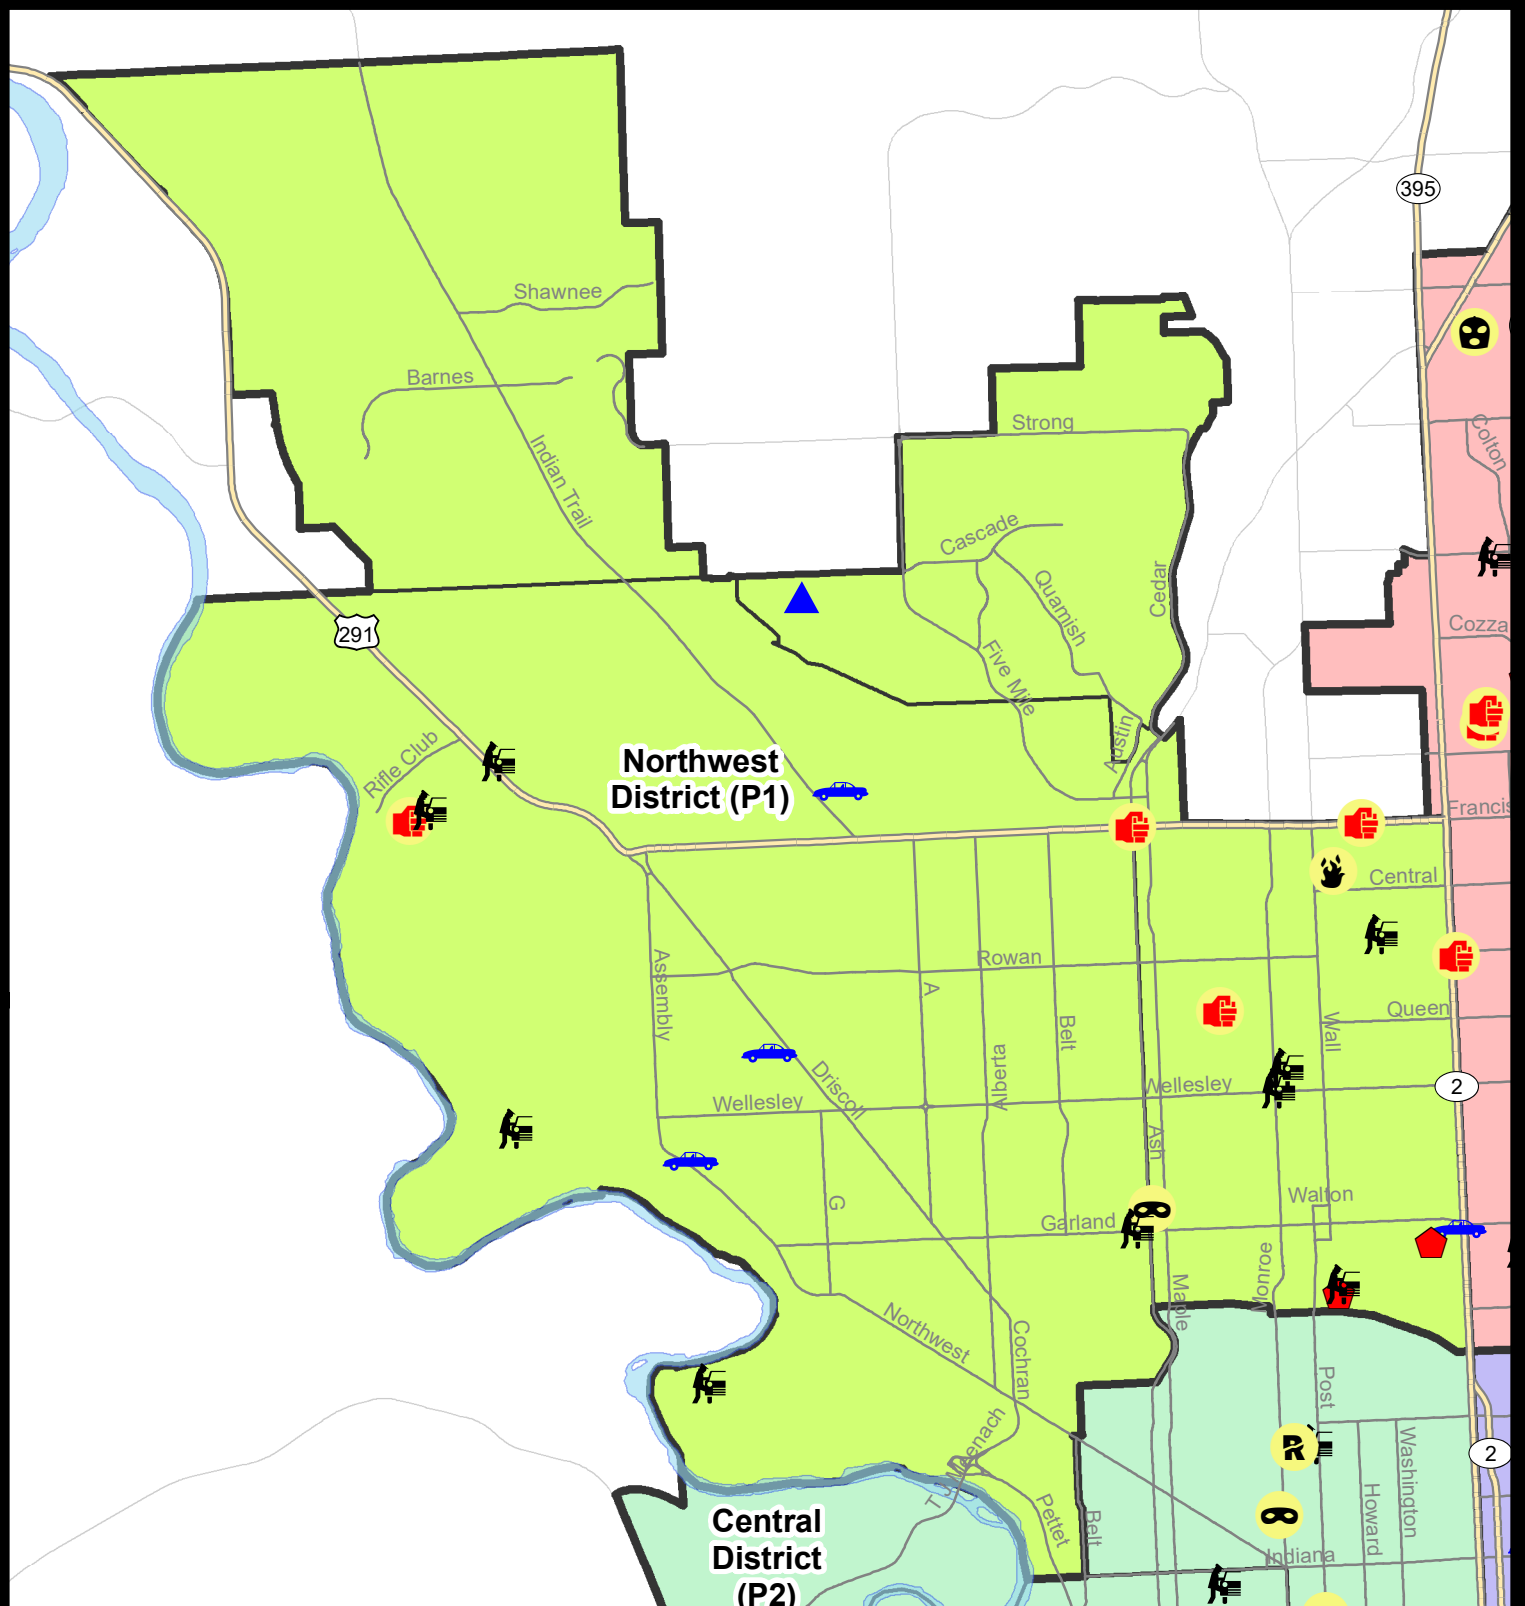 395
Shawnee
Barnes
Strong
Colton
Indian Trail
Cascade
Quamish
Cedar
291
Cozza
Five Mile
Austin
Rifle Club
Northwest
District (P1)
Francis
Central
Rowan
Assembly
A
Queen
Belt
Wall
Alberta
Driscoll
Wellesley
Wellesley
2
Ash
G
Walton
Garland
Monroe
Maple
Northwest
Cochran
Post
T J Meenach
Washington
R
2
Howard
Pettet
Belt
Central
District
(P2)
Indiana